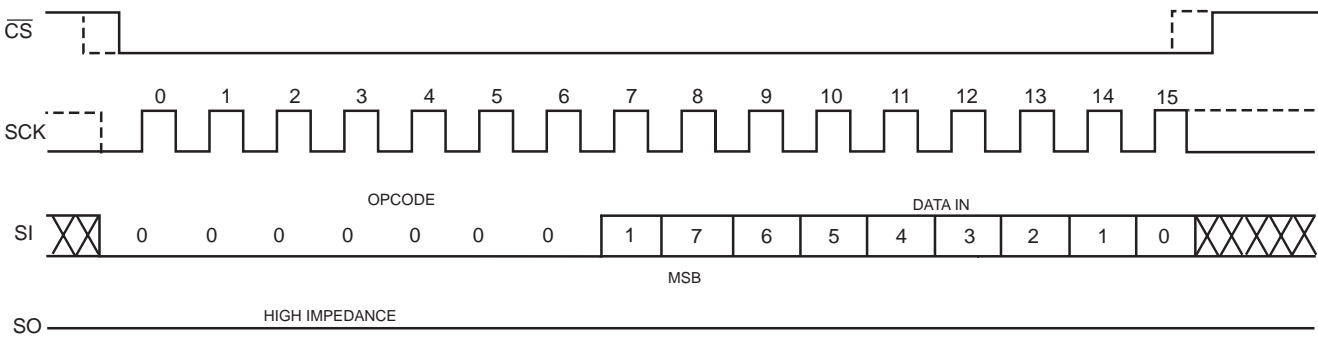 C̅S̅
0 1 2 3 4 5 6 7 8 9 10 11 12 13 14 15
SCK
OPCODE DATA IN
SI 0 0 0 0 0 0 0 1 7 6 5 4 3 2 1 0
MSB
HIGH IMPEDANCE
SO